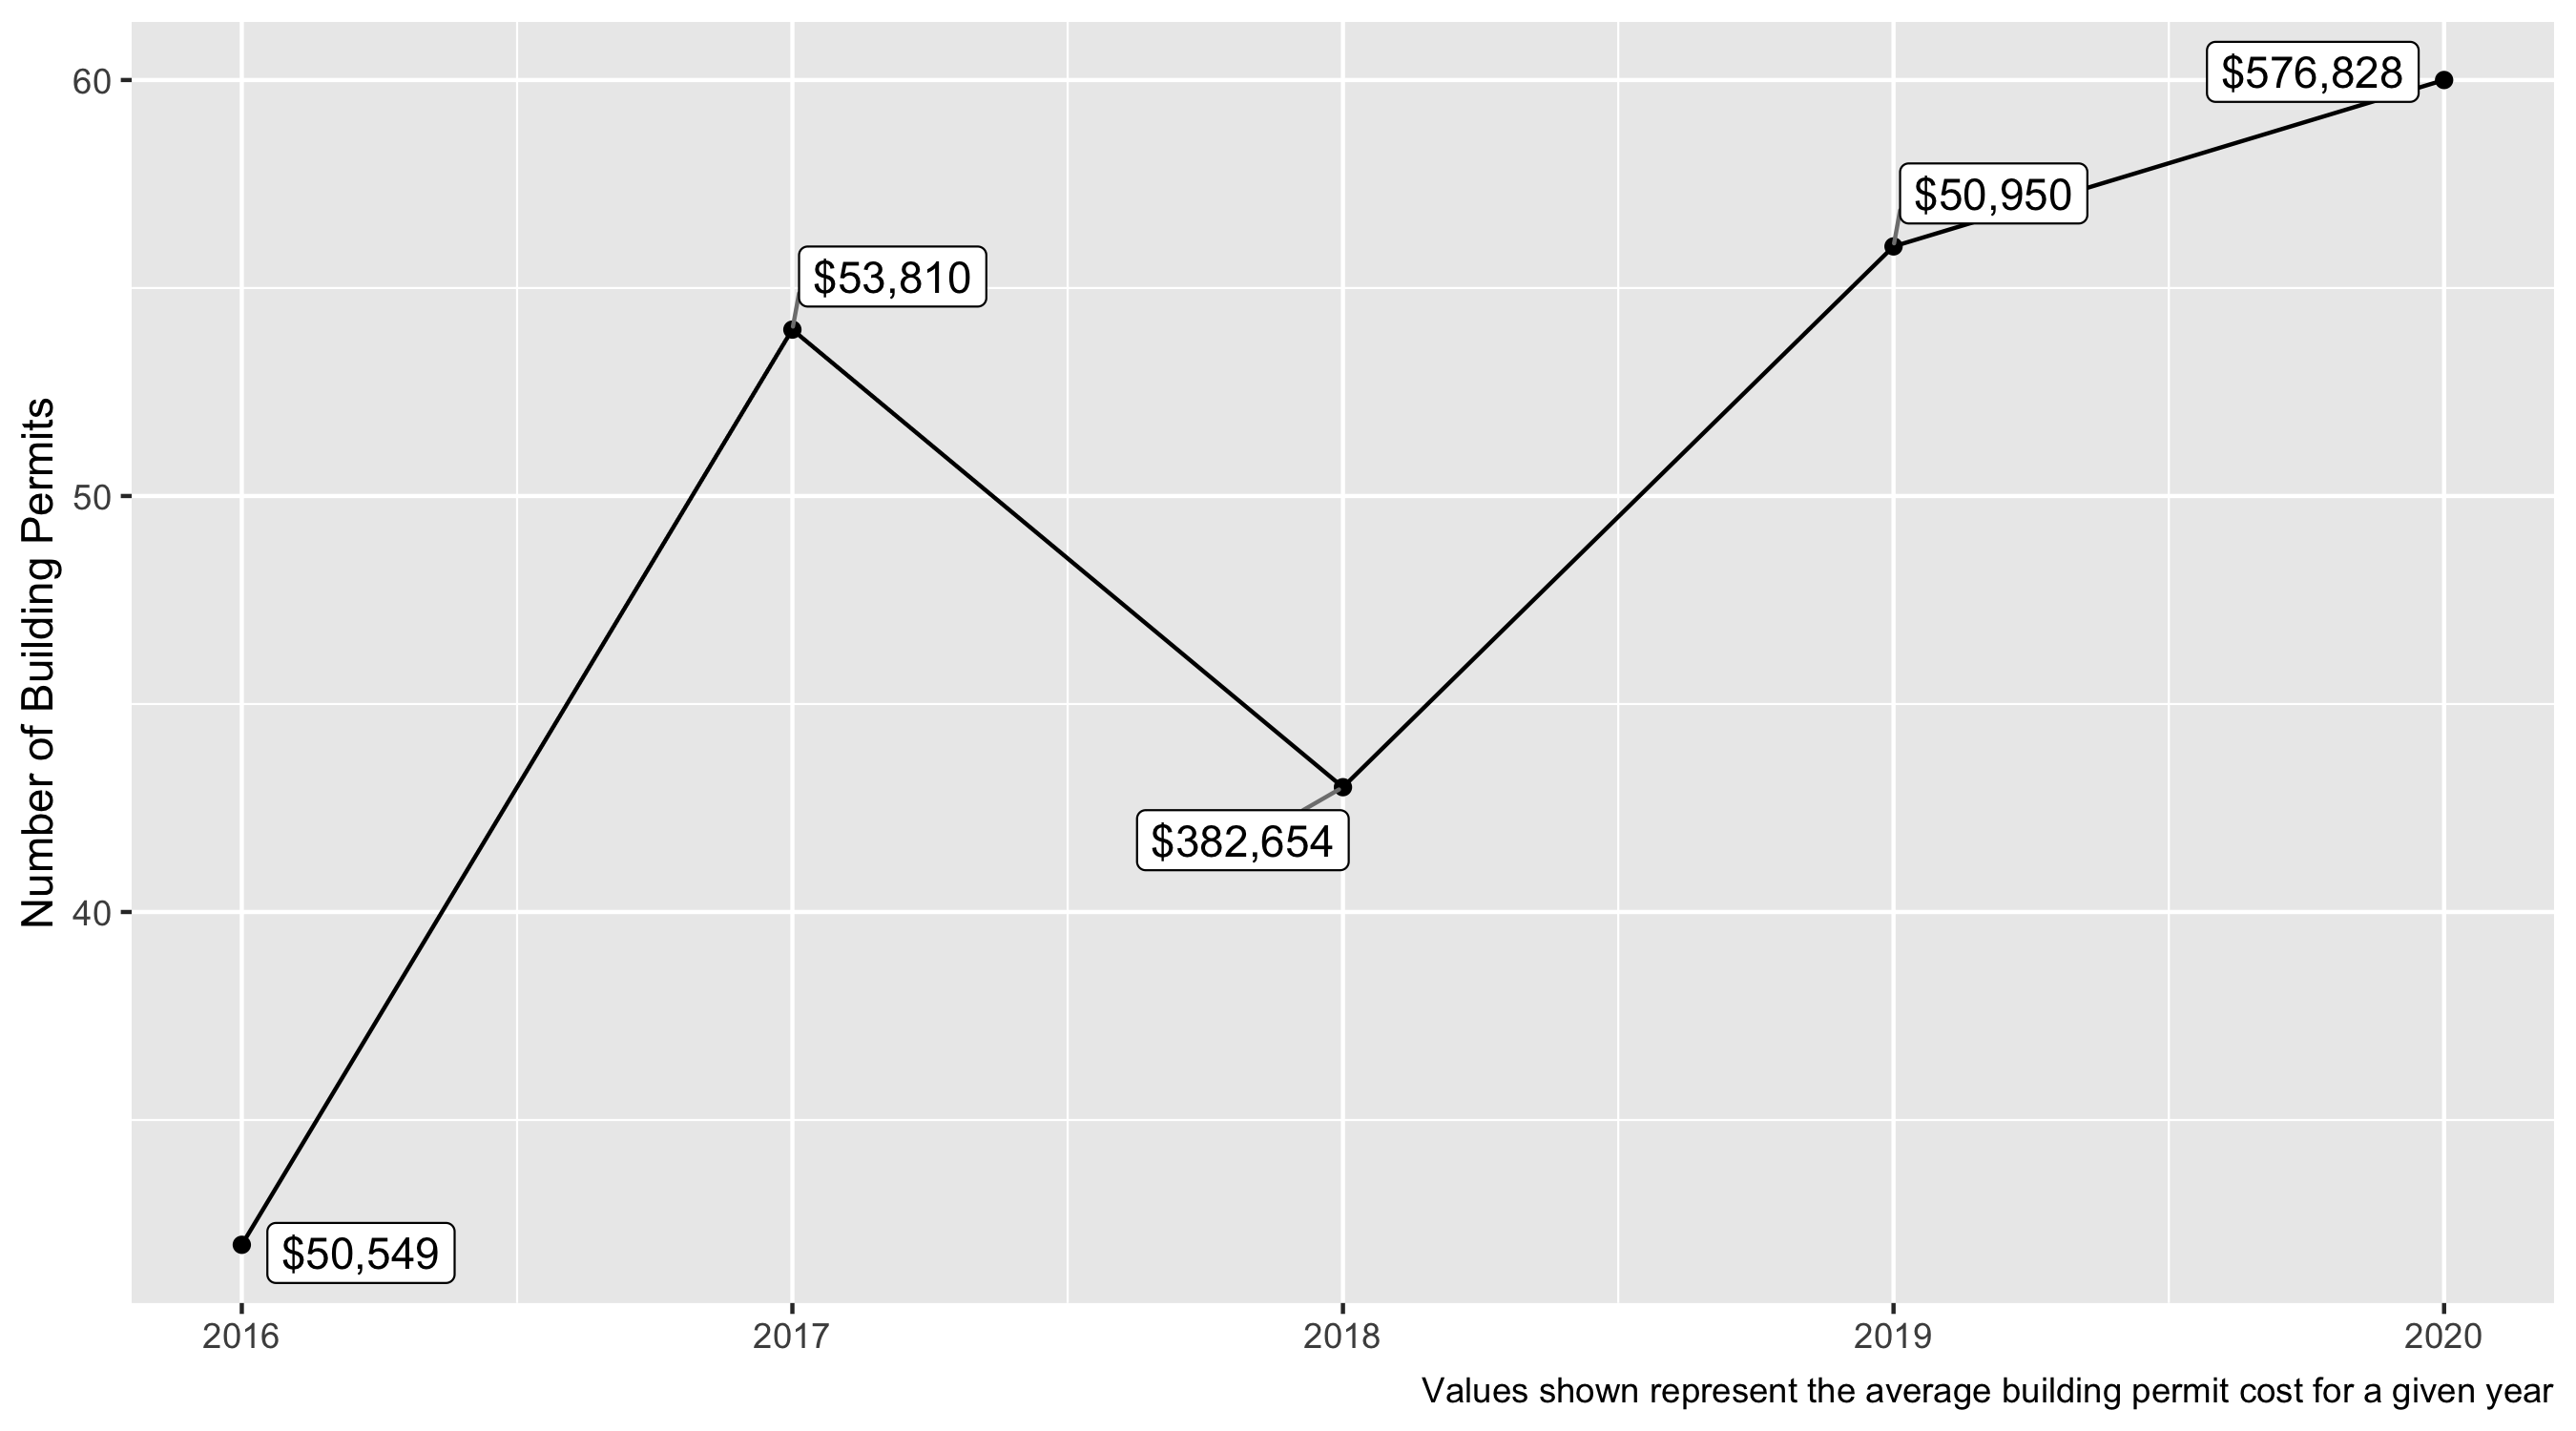 60
50
40
Number of Building Permits
$576,828
$50,950
$53,810
$382,654
$50,549
2016 2017 2018 2019 2020
Values shown represent the average building permit cost for a given year